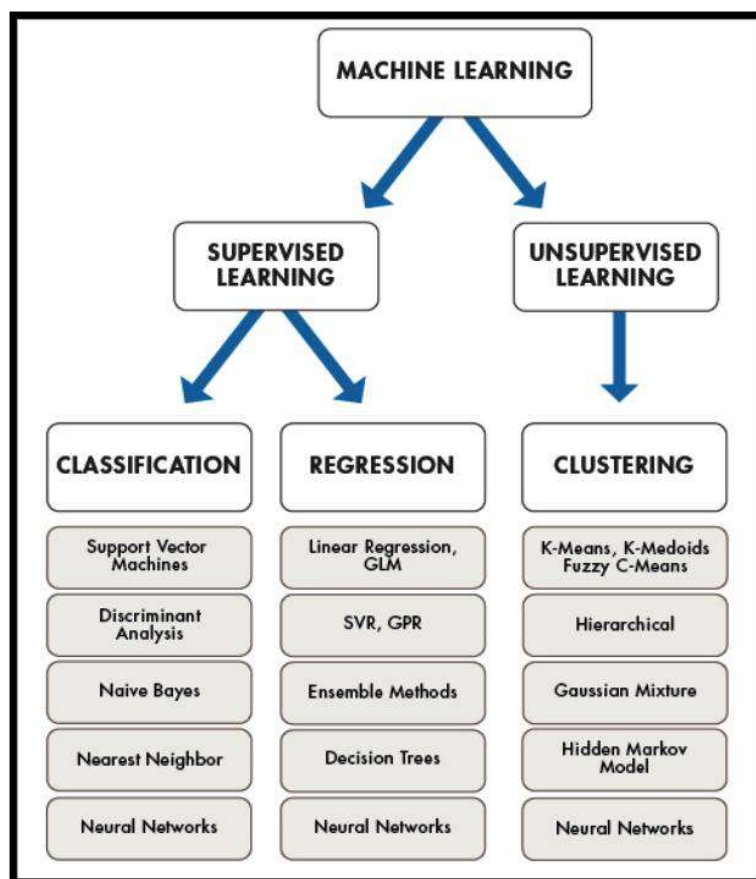 MACHINE LEARNING
SUPERVISED
LEARNING
UNSUPERVISED
LEARNING
CLASSIFICATION
Support Vector
Machines
Discriminant
Analysis
Naive Bayes
Nearest Neighbor
Neural Networks
REGRESSION
Linear Regression,
GLM
SVR, GPR
Ensemble Methods
Decision Trees
Neural Networks
CLUSTERING
K-Means, K-Medoids
Fuzzy C-Means
Hierarchical
Gaussian Mixture
Hidden Markov
Model
Neural Networks